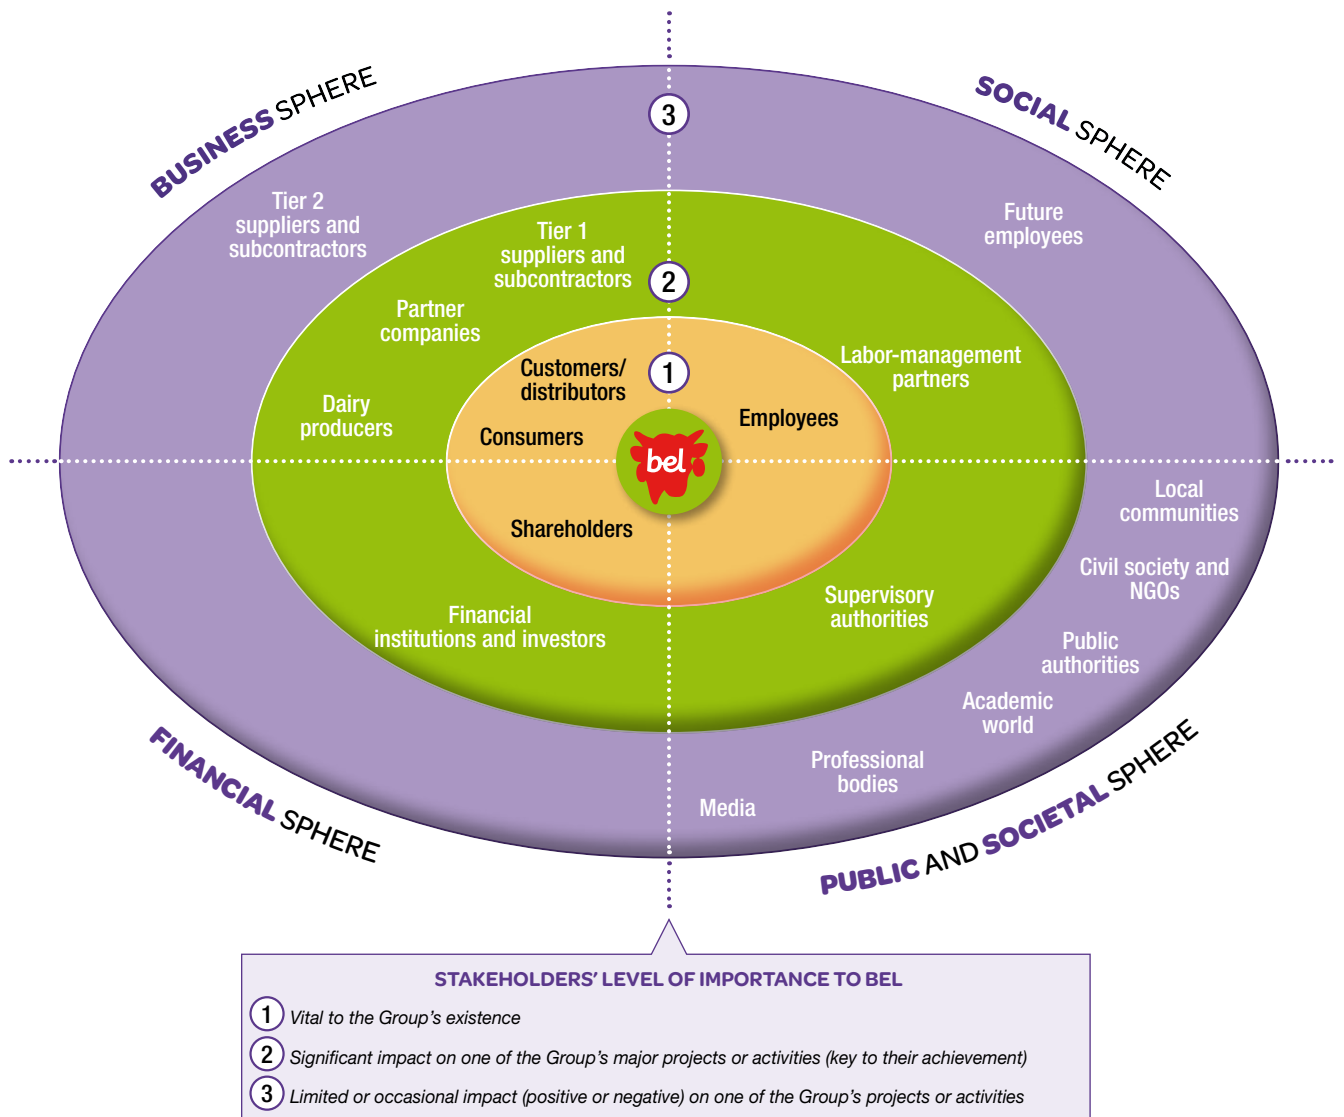 BUSINESS SPHERE
SOCIAL SPHERE
3
Tier 2
suppliers and
subcontractors
Future
employees
Tier 1
suppliers and
subcontractors
2
Partner
companies
Labor-management
partners
Customers/
distributors
1
Dairy
producers
Employees
Consumers
bel
Shareholders
Local
communities
Civil society and
NGOs
Supervisory
authorities
Financial
institutions and investors
Public
authorities
Academic
world
Professional
bodies
Media
FINANCIAL SPHERE
PUBLIC AND SOCIETAL SPHERE
STAKEHOLDERS’ LEVEL OF IMPORTANCE TO BEL
1 Vital to the Group’s existence
2 Significant impact on one of the Group’s major projects or activities (key to their achievement)
3 Limited or occasional impact (positive or negative) on one of the Group’s projects or activities